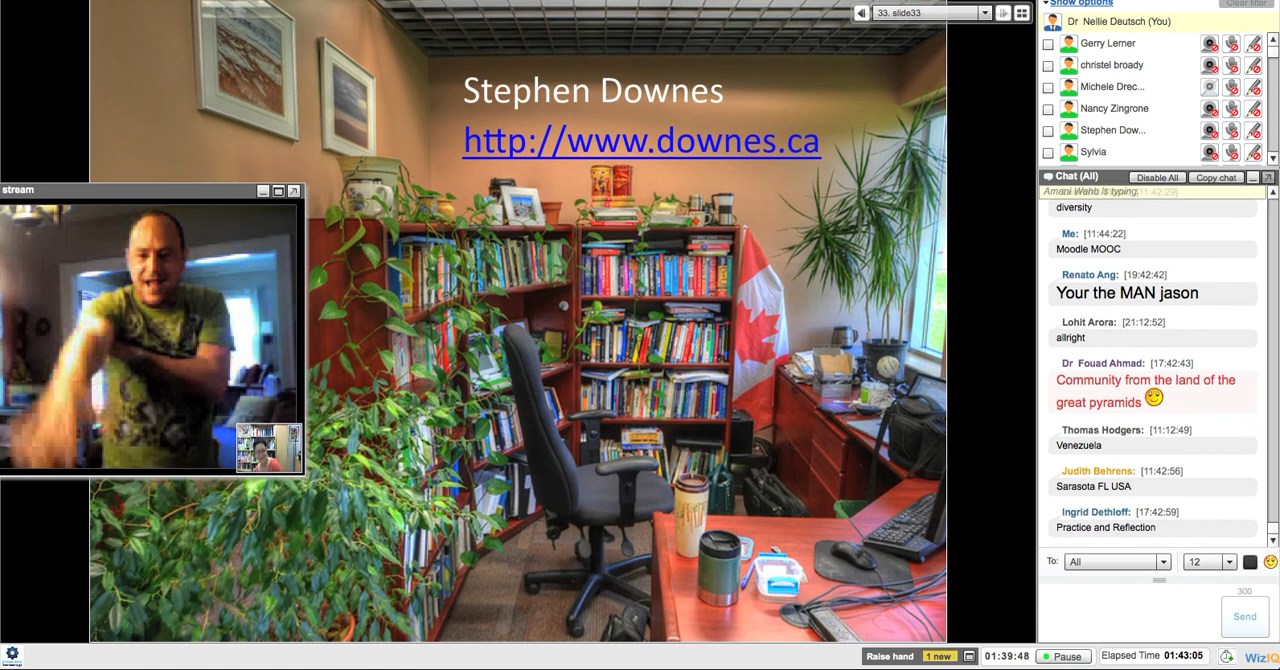 33. slide33
Stephen Downes
http://www.downes.ca
stream
Show options
Clear filter
Dr Nellie Deutsch (You)
Gerry Lerner
christel broady
Michele Drec...
Nancy Zingrone
Stephen Dow...
Sylvia
Chat (All)
Disable All
Copy chat
Amani Wahb is typing
[11:42:29]
diversity
Me: [11:44:22]
Moodle MOOC
Renato Ang: [19:42:42]
Your the MAN jason
Lohit Arora: [21:12:52]
allright
Dr Fouad Ahmad: [17:42:43]
Community from the land of the
great pyramids
Thomas Hodgers: [11:12:49]
Venezuela
Judith Behrens: [11:42:56]
Sarasota FL USA
Ingrid Dethloff: [17:42:59]
Practice and Reflection
To: All 12
300
Send
Raise hand 1 new 01:39:48 Pause Elapsed Time 01:43:05 WizIQ